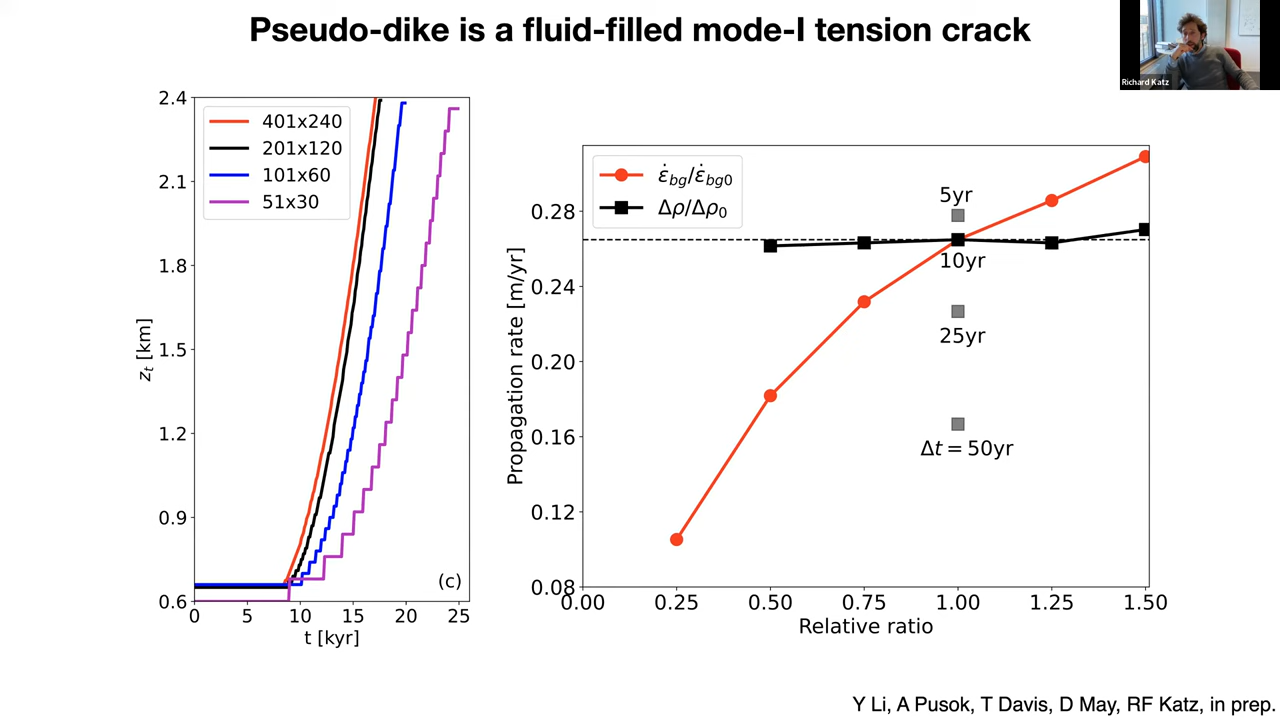 Pseudo-dike is a fluid-filled mode-I tension crack
Richard Katz
401x240
201x120
101x60
51x30
2.4
2.1
1.8
1.5
1.2
0.9
0.6
z_t [km]
(c)
0 5 10 15 20 25
t [kyr]
ε̇_bg/ε̇_bg0
Δρ/Δρ_0
5yr
10yr
25yr
Δt = 50yr
0.28
0.24
0.20
0.16
0.12
0.08
Propagation rate [m/yr]
0.00 0.25 0.50 0.75 1.00 1.25 1.50
Relative ratio
Y Li, A Pusok, T Davis, D May, RF Katz, in prep.